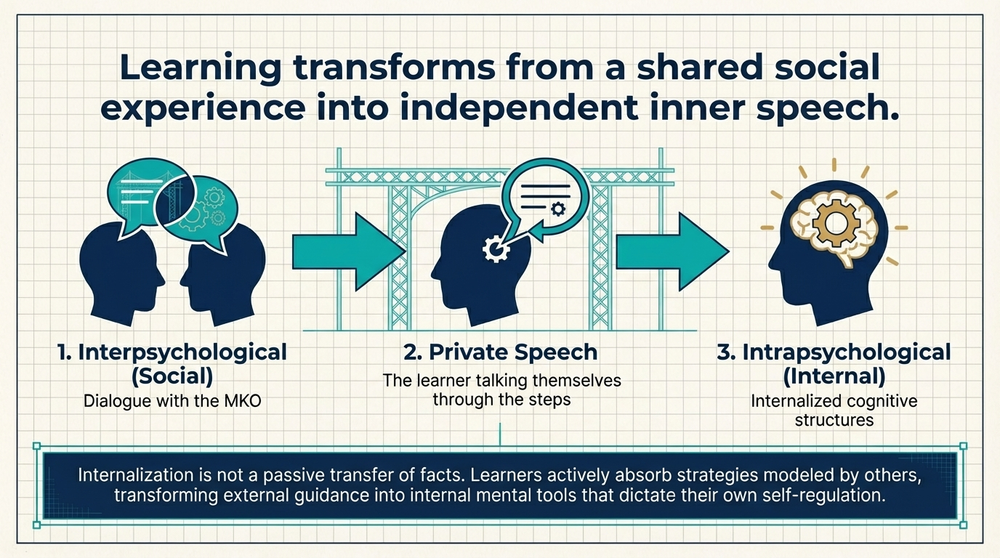 Learning transforms from a shared social
experience into independent inner speech.
1. Interpsychological
(Social)
Dialogue with the MKO
2. Private Speech
The learner talking themselves
through the steps
3. Intrapsychological
(Internal)
Internalized cognitive
structures
Internalization is not a passive transfer of facts. Learners actively absorb strategies modeled by others,
transforming external guidance into internal mental tools that dictate their own self-regulation.